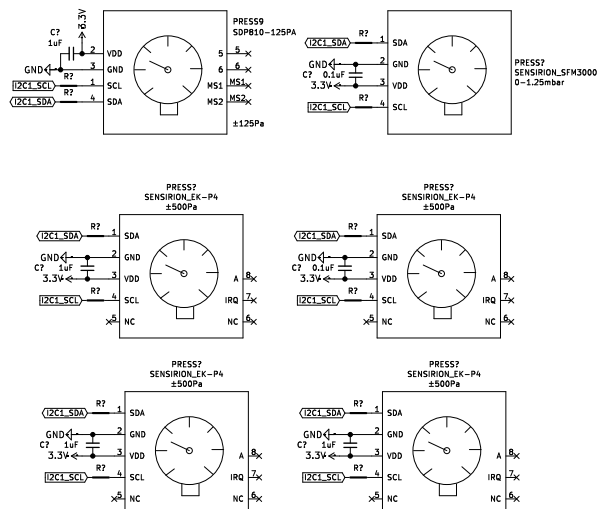 PRESS9
SDP810-125PA
3.3V
C?
1uF
2 VDD
GND 3 GND
R?
I2C1_SCL 1 SCL
R?
I2C1_SDA 4 SDA
5 5
6 6
MS1 MS1
MS2 MS2
±125Pa
R?
I2C1_SDA 1 SDA
GND 2 GND
C? 0.1uF
3.3V 3 VDD
R?
I2C1_SCL 4 SCL
PRESS?
SENSIRION_SFM3000
0-1.25mbar
PRESS?
SENSIRION_EK-P4
±500Pa
R?
I2C1_SDA 1 SDA
GND 2 GND
C? 1uF
3.3V 3 VDD
R?
I2C1_SCL 4 SCL
5 NC
A 8
IRQ 7
NC 6
PRESS?
SENSIRION_EK-P4
±500Pa
R?
I2C1_SDA 1 SDA
GND 2 GND
C? 0.1uF
3.3V 3 VDD
R?
I2C1_SCL 4 SCL
5 NC
A 8
IRQ 7
NC 6
PRESS?
SENSIRION_EK-P4
±500Pa
R?
I2C1_SDA 1 SDA
GND 2 GND
C? 1uF
3.3V 3 VDD
R?
I2C1_SCL 4 SCL
5 NC
A 8
IRQ 7
NC 6
PRESS?
SENSIRION_EK-P4
±500Pa
R?
I2C1_SDA 1 SDA
GND 2 GND
C? 1uF
3.3V 3 VDD
R?
I2C1_SCL 4 SCL
5 NC
A 8
IRQ 7
NC 6